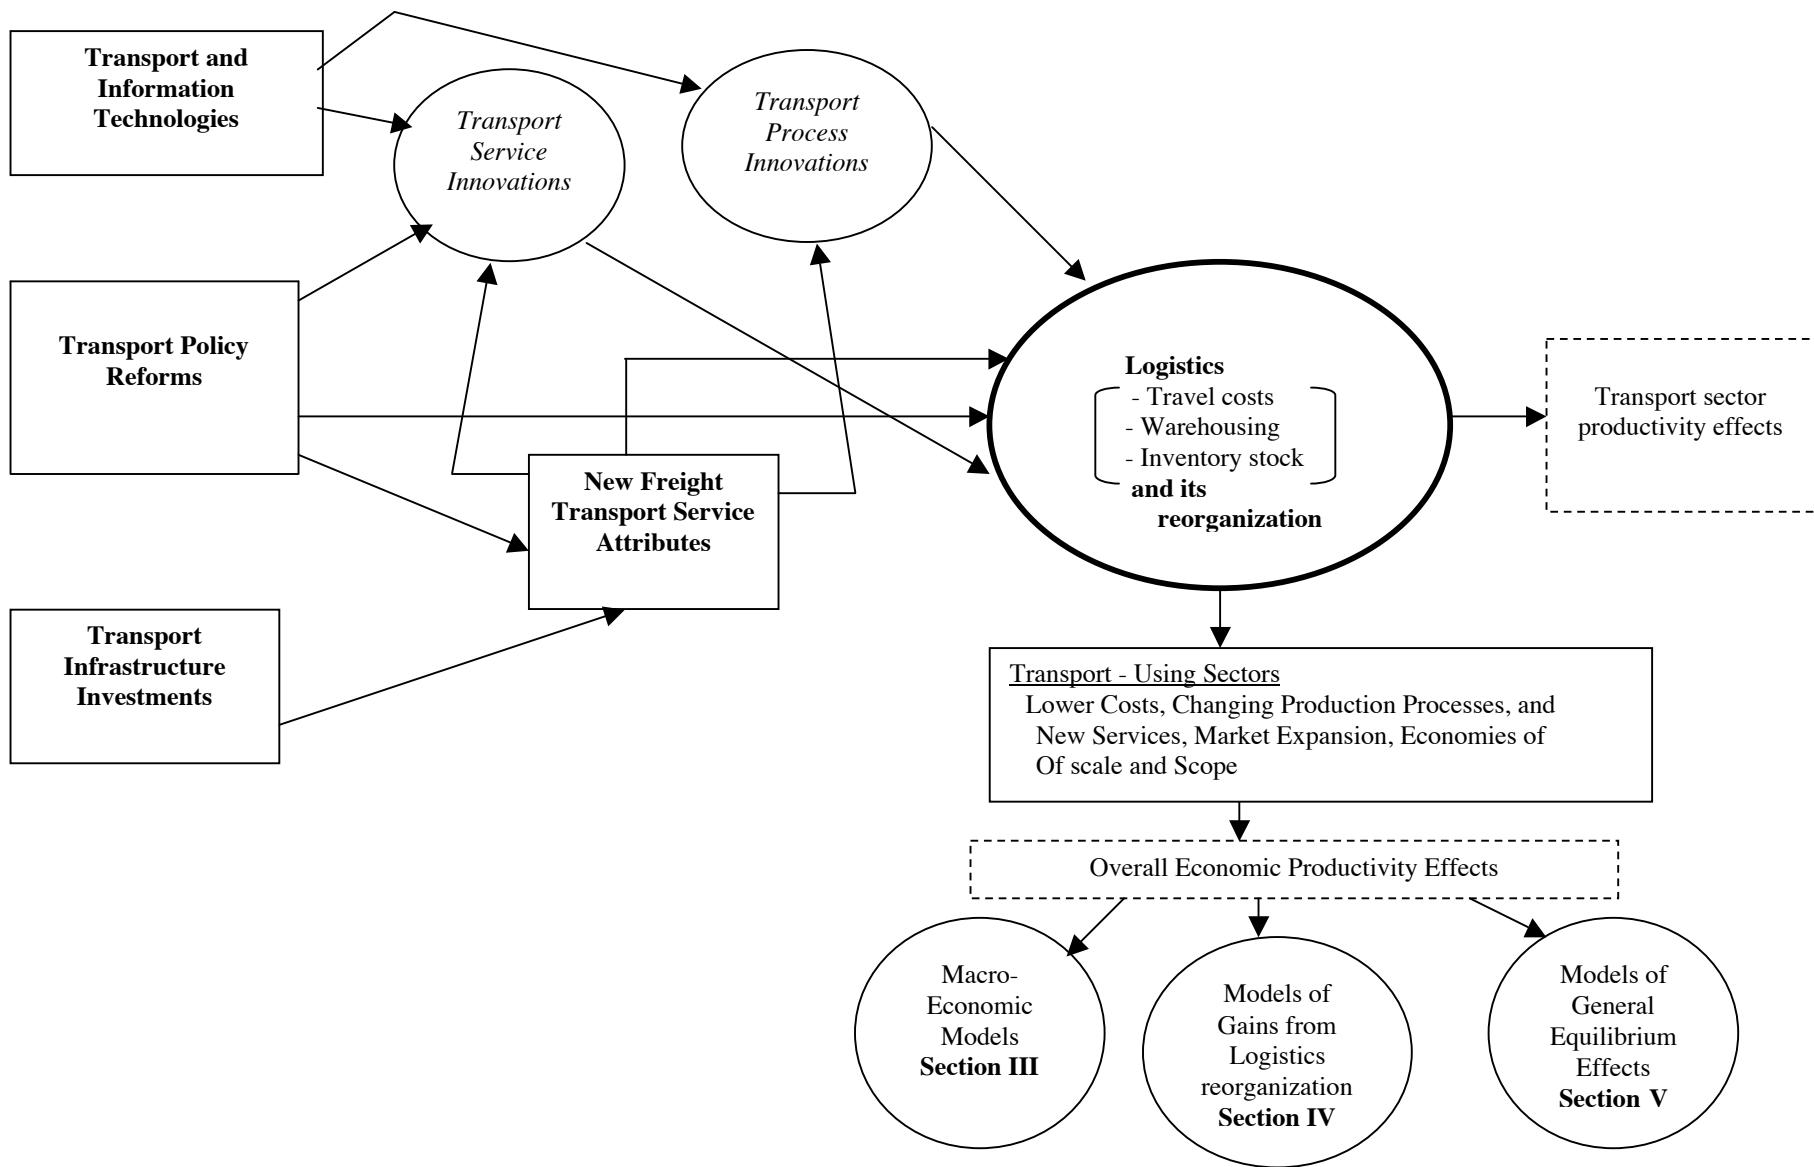 Transport and
Information
Technologies
Transport
Service
Innovations
Transport
Process
Innovations
Transport Policy
Reforms
Logistics
- Travel costs
- Warehousing
- Inventory stock
and its
reorganization
Transport sector
productivity effects
New Freight
Transport Service
Attributes
Transport
Infrastructure
Investments
Transport - Using Sectors
Lower Costs, Changing Production Processes, and
New Services, Market Expansion, Economies of
Of scale and Scope
Overall Economic Productivity Effects
Macro-
Economic
Models
Section III
Models of
Gains from
Logistics
reorganization
Section IV
Models of
General
Equilibrium
Effects
Section V